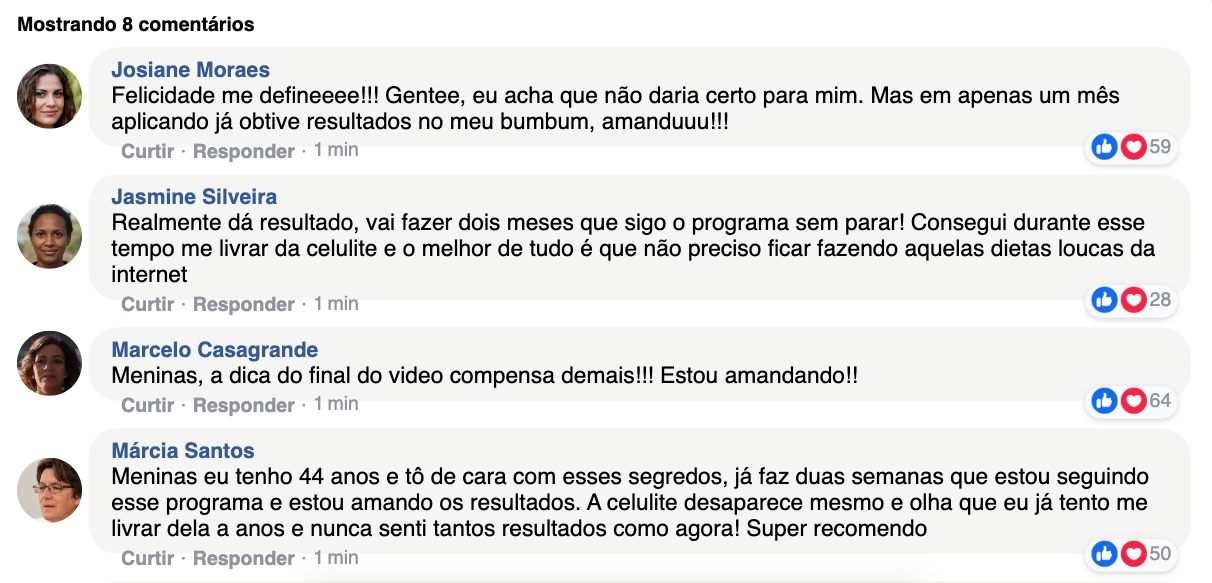 Mostrando 8 comentários
Josiane Moraes
Felicidade me defineeee!!! Gentee, eu acha que não daria certo para mim. Mas em apenas um mês
aplicando já obtive resultados no meu bumbum, amanduuu!!!
Curtir · Responder · 1 min
59
Jasmine Silveira
Realmente dá resultado, vai fazer dois meses que sigo o programa sem parar! Consegui durante esse
tempo me livrar da celulite e o melhor de tudo é que não preciso ficar fazendo aquelas dietas loucas da
internet
Curtir · Responder · 1 min
28
Marcelo Casagrande
Meninas, a dica do final do video compensa demais!!! Estou amandando!!
Curtir · Responder · 1 min
64
Márcia Santos
Meninas eu tenho 44 anos e tô de cara com esses segredos, já faz duas semanas que estou seguindo
esse programa e estou amando os resultados. A celulite desaparece mesmo e olha que eu já tento me
livrar dela a anos e nunca senti tantos resultados como agora! Super recomendo
Curtir · Responder · 1 min
50